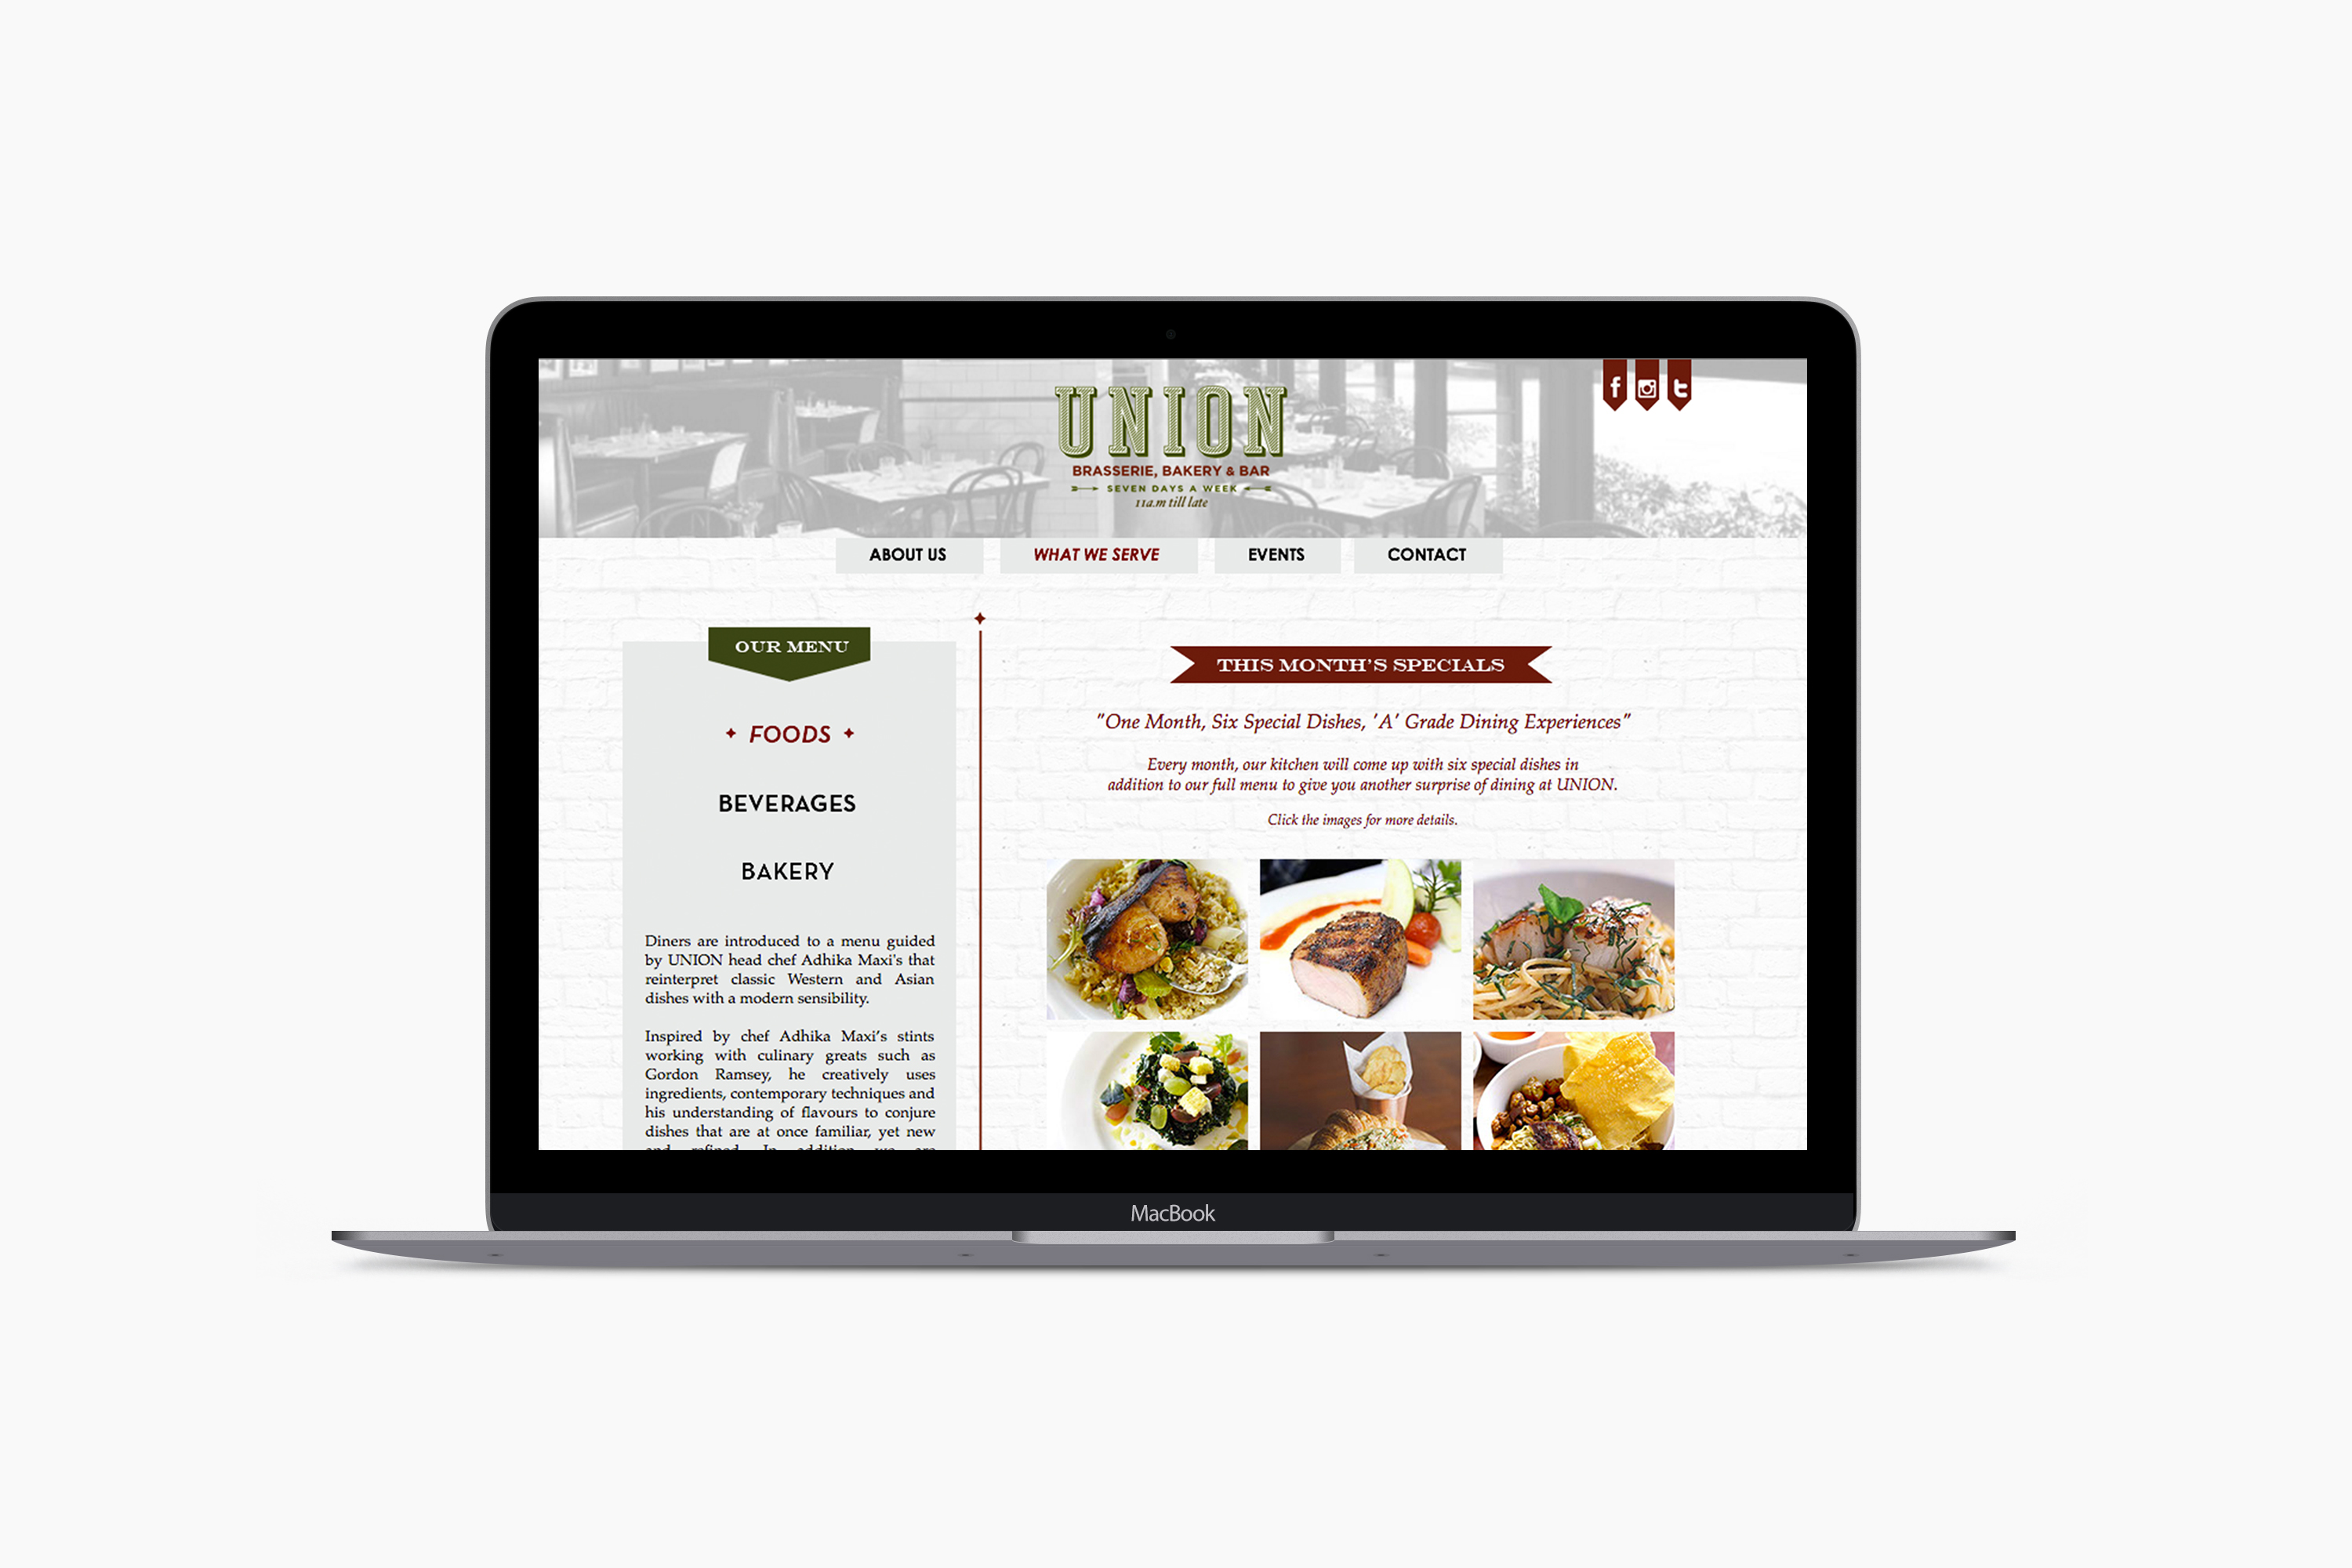 UNION
BRASSERIE, BAKERY & BAR
SEVEN DAYS A WEEK
11a.m till late
f
t
ABOUT US
WHAT WE SERVE
EVENTS
CONTACT
OUR MENU
FOODS
BEVERAGES
BAKERY
Diners are introduced to a menu guided
by UNION head chef Adhika Maxi's that
reinterpret classic Western and Asian
dishes with a modern sensibility.
Inspired by chef Adhika Maxi's stints
working with culinary greats such as
Gordon Ramsey, he creatively uses
ingredients, contemporary techniques and
his understanding of flavours to conjure
dishes that are at once familiar, yet new
and refined. In addition we are
THIS MONTH'S SPECIALS
"One Month, Six Special Dishes, 'A' Grade Dining Experiences"
Every month, our kitchen will come up with six special dishes in
addition to our full menu to give you another surprise of dining at UNION.
Click the images for more details.
MacBook